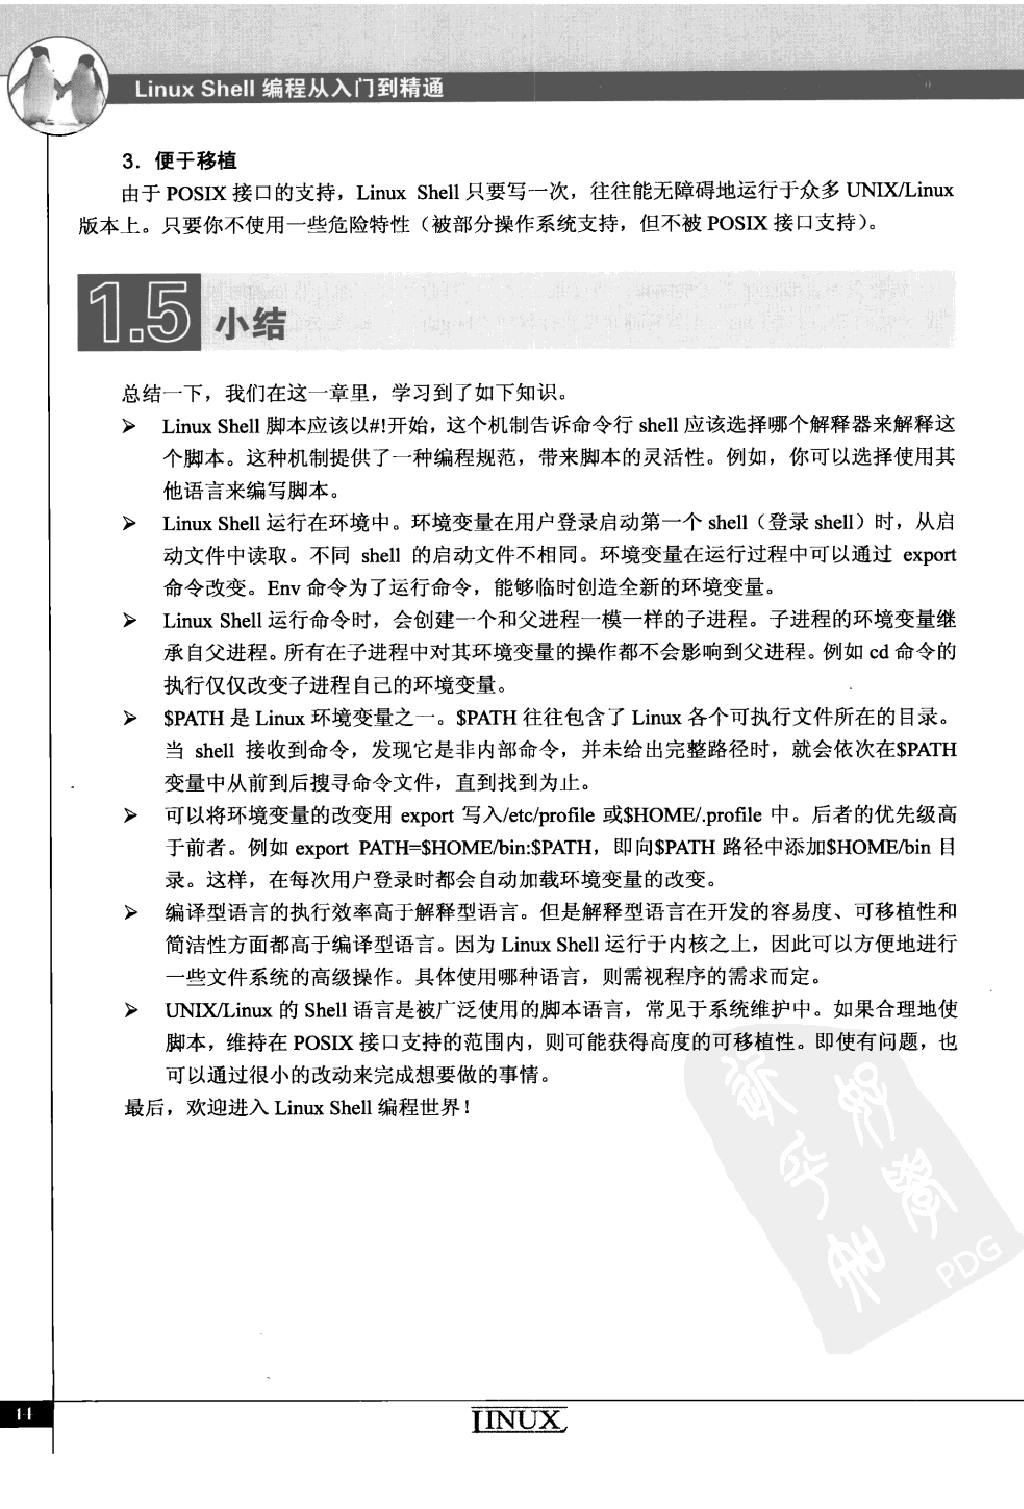 Linux Shell 编程从入门到精通
3．便于移植
由于 POSIX 接口的支持，Linux Shell 只要写一次，往往能无障碍地运行于众多 UNIX/Linux
版本上。只要你不使用一些危险特性（被部分操作系统支持，但不被 POSIX 接口支持）。
1.5 小结
总结一下，我们在这一章里，学习到了如下知识。
➢ Linux Shell 脚本应该以#!开始，这个机制告诉命令行 shell 应该选择哪个解释器来解释这
个脚本。这种机制提供了一种编程规范，带来脚本的灵活性。例如，你可以选择使用其
他语言来编写脚本。
➢ Linux Shell 运行在环境中。环境变量在用户登录启动第一个 shell（登录 shell）时，从启
动文件中读取。不同 shell 的启动文件不相同。环境变量在运行过程中可以通过 export
命令改变。Env 命令为了运行命令，能够临时创造全新的环境变量。
➢ Linux Shell 运行命令时，会创建一个和父进程一模一样的子进程。子进程的环境变量继
承自父进程。所有在子进程中对其环境变量的操作都不会影响到父进程。例如 cd 命令的
执行仅仅改变子进程自己的环境变量。
➢ $PATH 是 Linux 环境变量之一。$PATH 往往包含了 Linux 各个可执行文件所在的目录。
当 shell 接收到命令，发现它是非内部命令，并未给出完整路径时，就会依次在$PATH
变量中从前到后搜寻命令文件，直到找到为止。
➢ 可以将环境变量的改变用 export 写入/etc/profile 或$HOME/.profile 中。后者的优先级高
于前者。例如 export PATH=$HOME/bin:$PATH，即向$PATH 路径中添加$HOME/bin 目
录。这样，在每次用户登录时都会自动加载环境变量的改变。
➢ 编译型语言的执行效率高于解释型语言。但是解释型语言在开发的容易度、可移植性和
简洁性方面都高于编译型语言。因为 Linux Shell 运行于内核之上，因此可以方便地进行
一些文件系统的高级操作。具体使用哪种语言，则需视程序的需求而定。
➢ UNIX/Linux 的 Shell 语言是被广泛使用的脚本语言，常见于系统维护中。如果合理地使
脚本，维持在 POSIX 接口支持的范围内，则可能获得高度的可移植性。即使有问题，也
可以通过很小的改动来完成想要做的事情。
最后，欢迎进入 Linux Shell 编程世界！
PDG
14
LINUX